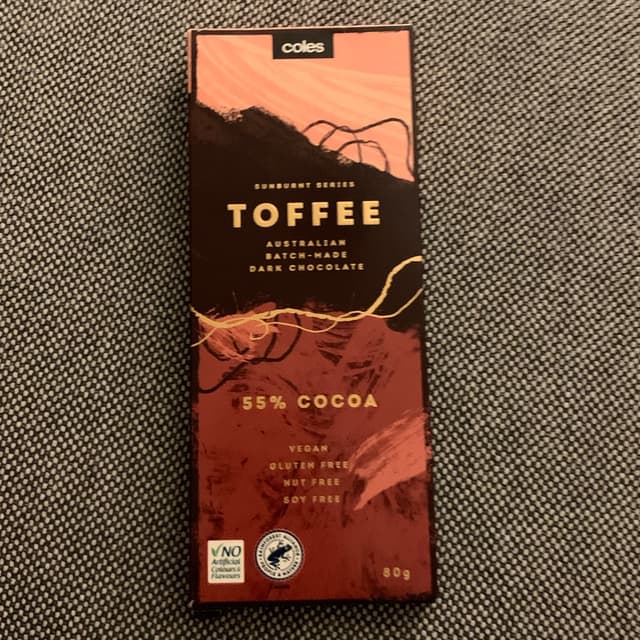 coles
SUNBURNT SERIES
TOFFEE
AUSTRALIAN
BATCH-MADE
DARK CHOCOLATE
55% COCOA
VEGAN
GLUTEN FREE
NUT FREE
SOY FREE
NO
Artificial
Colours &
Flavours
80g